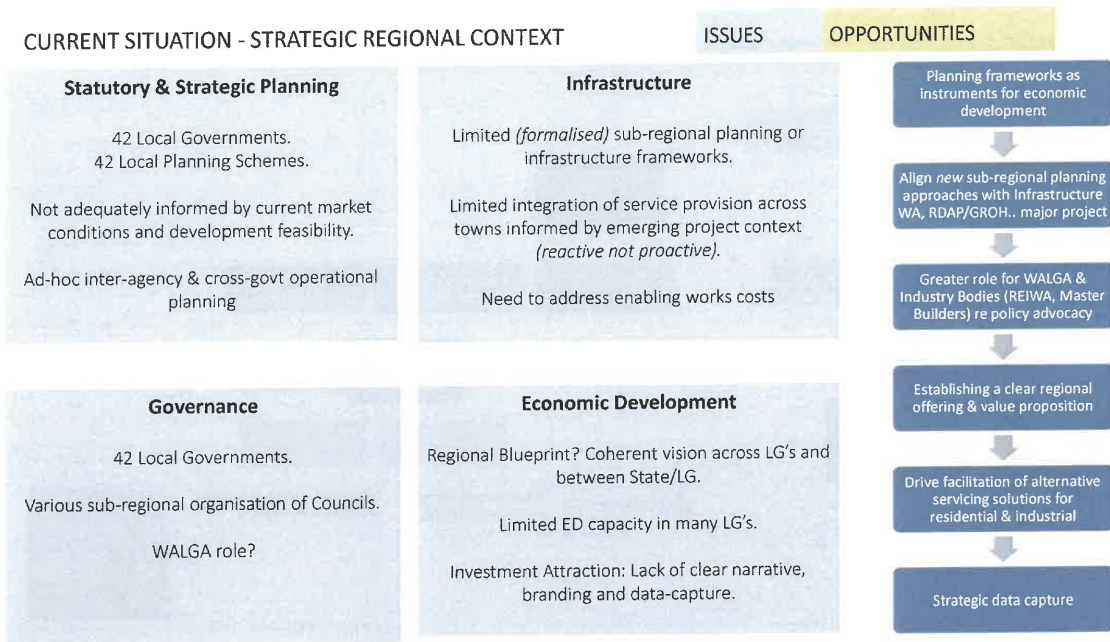 CURRENT SITUATION - STRATEGIC REGIONAL CONTEXT
ISSUES
OPPORTUNITIES
Statutory & Strategic Planning
42 Local Governments.
42 Local Planning Schemes.
Not adequately informed by current market
conditions and development feasibility.
Ad-hoc inter-agency & cross-govt operational
planning
Infrastructure
Limited (formalised) sub-regional planning or
infrastructure frameworks.
Limited integration of service provision across
towns informed by emerging project context
(reactive not proactive).
Need to address enabling works costs
Governance
42 Local Governments.
Various sub-regional organisation of Councils.
WALGA role?
Economic Development
Regional Blueprint? Coherent vision across LG's and
between State/LG.
Limited ED capacity in many LG's.
Investment Attraction: Lack of clear narrative,
branding and data-capture.
Planning frameworks as
instruments for economic
development
Align new sub-regional planning
approaches with Infrastructure
WA, RDAP/GROH.. major project
Greater role for WALGA &
Industry Bodies (REIWA, Master
Builders) re policy advocacy
Establishing a clear regional
offering & value proposition
Drive facilitation of alternative
servicing solutions for
residential & industrial
Strategic data capture